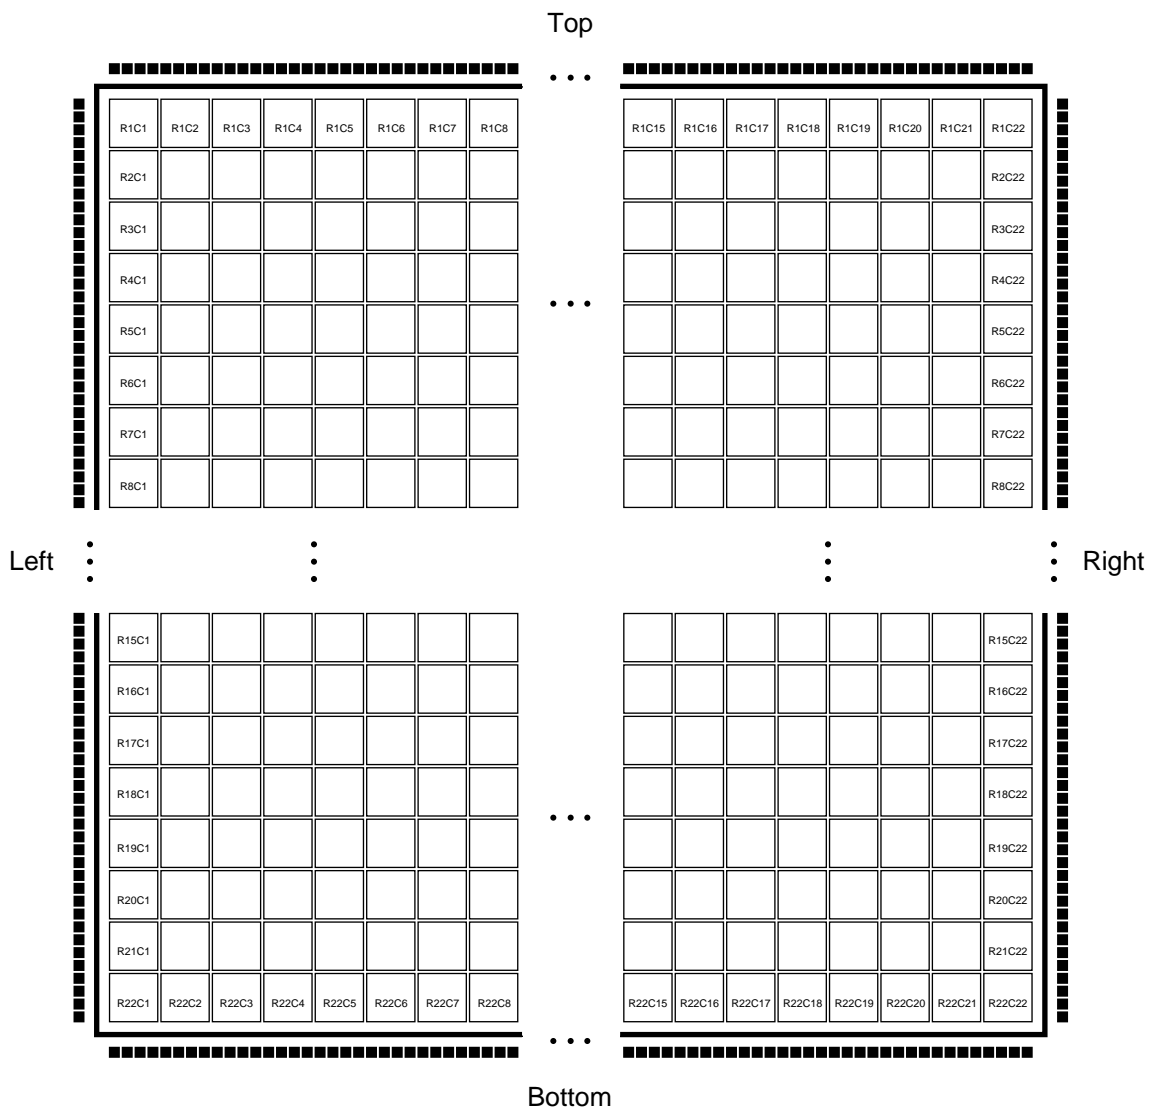 Top
R1C1 R1C2 R1C3 R1C4 R1C5 R1C6 R1C7 R1C8 R1C15 R1C16 R1C17 R1C18 R1C19 R1C20 R1C21 R1C22
R2C1 R2C22
R3C1 R3C22
R4C1 R4C22
R5C1 R5C22
R6C1 R6C22
R7C1 R7C22
R8C1 R8C22
Left Right
R15C1 R15C22
R16C1 R16C22
R17C1 R17C22
R18C1 R18C22
R19C1 R19C22
R20C1 R20C22
R21C1 R21C22
R22C1 R22C2 R22C3 R22C4 R22C5 R22C6 R22C7 R22C8 R22C15 R22C16 R22C17 R22C18 R22C19 R22C20 R22C21 R22C22
Bottom